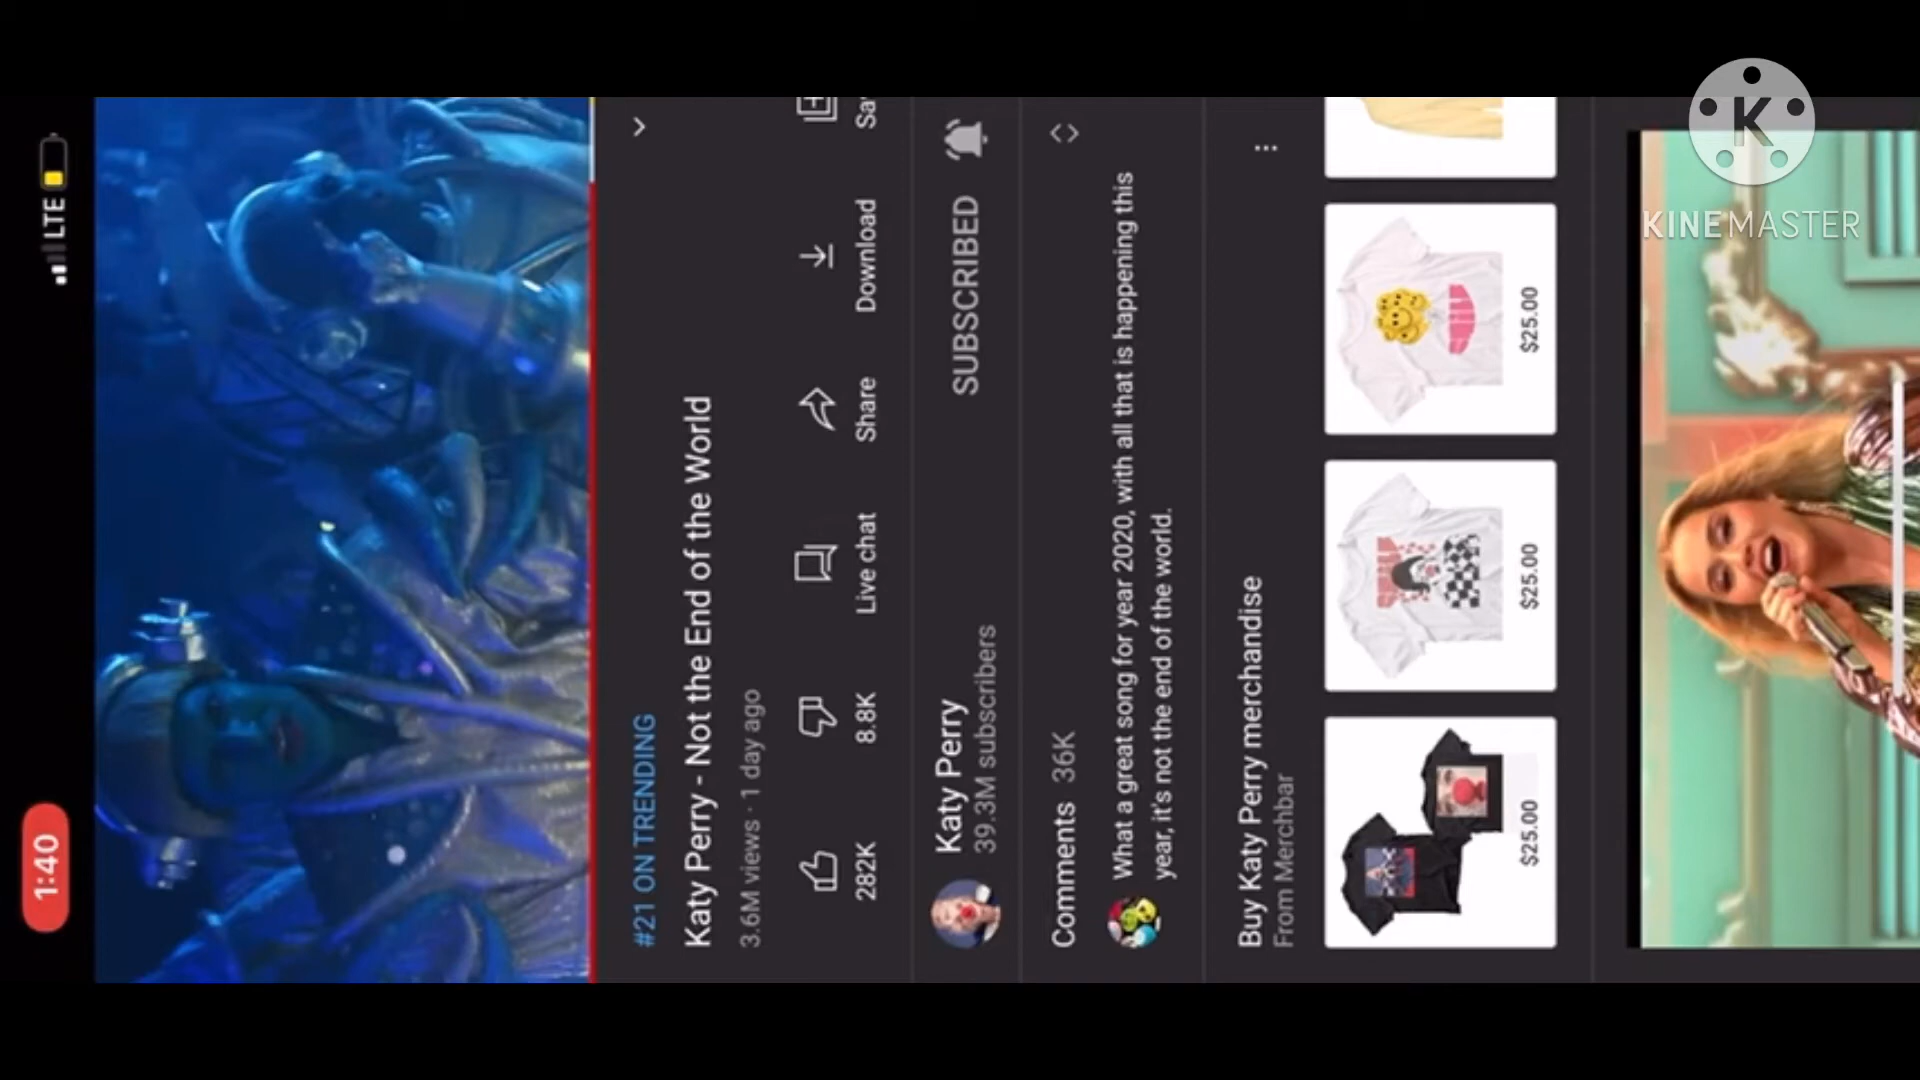 1:40
LTE
#21 ON TRENDING
Katy Perry - Not the End of the World
3.6M views · 1 day ago
282K
8.8K
Live chat
Share
Download
Katy Perry
39.3M subscribers
SUBSCRIBED
Comments 36K
What a great song for year 2020, with all that is happening this
year, it's not the end of the world.
Buy Katy Perry merchandise
From Merchbar
$25.00
$25.00
$25.00
K
KINEMASTER